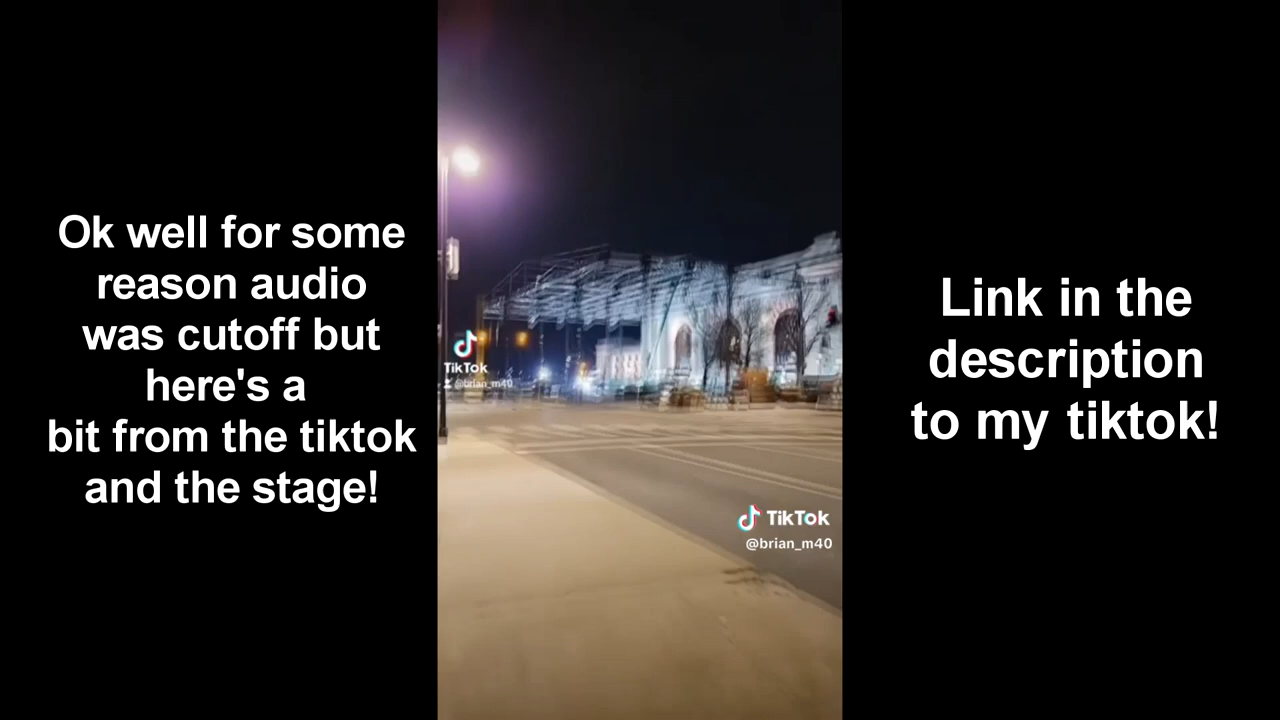 Ok well for some
reason audio
was cutoff but
here's a
bit from the tiktok
and the stage!
TikTok
@brian_m40
TikTok
@brian_m40
Link in the
description
to my tiktok!